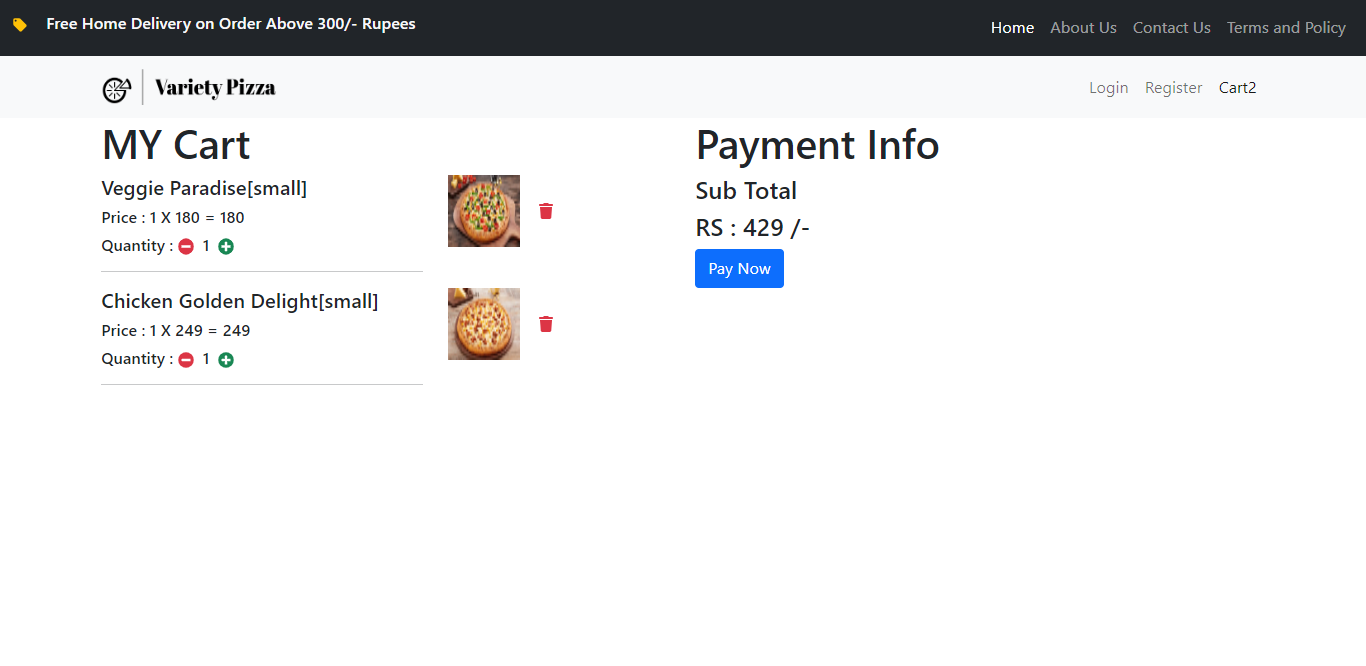 Free Home Delivery on Order Above 300/- Rupees
Home About Us Contact Us Terms and Policy
Variety Pizza
Login Register Cart2
MY Cart
Veggie Paradise[small]
Price : 1 X 180 = 180
Quantity : 1
Chicken Golden Delight[small]
Price : 1 X 249 = 249
Quantity : 1
Payment Info
Sub Total
RS : 429 /-
Pay Now